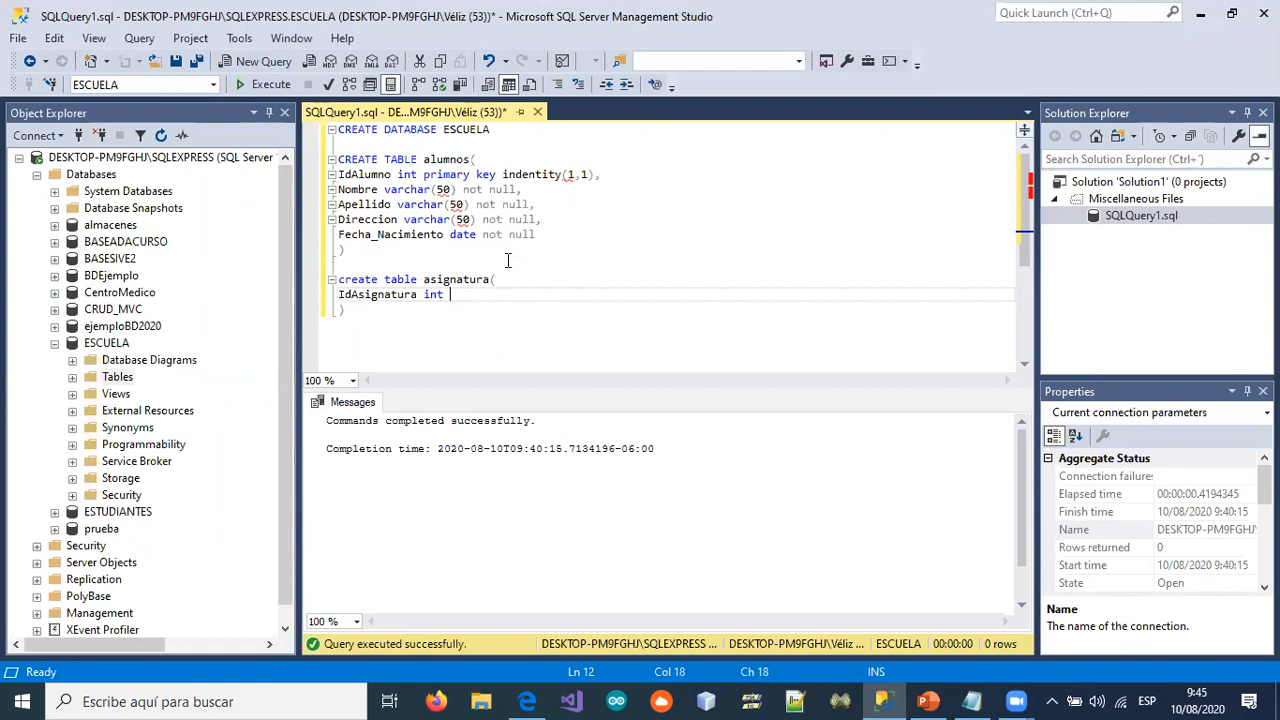 SQLQuery1.sql - DESKTOP-PM9FGHJ\SQLEXPRESS.ESCUELA (DESKTOP-PM9FGHJ\Véliz (53))* - Microsoft SQL Server Management Studio
Quick Launch (Ctrl+Q)
File Edit View Query Project Tools Window Help
New Query
ESCUELA
Execute
Object Explorer
Connect
DESKTOP-PM9FGHJ\SQLEXPRESS (SQL Server
Databases
System Databases
Database Snapshots
almacenes
BASEADACURSO
BASESIVE2
BDEjemplo
CentroMedico
CRUD_MVC
ejemploBD2020
ESCUELA
Database Diagrams
Tables
Views
External Resources
Synonyms
Programmability
Service Broker
Storage
Security
ESTUDIANTES
prueba
Security
Server Objects
Replication
PolyBase
Management
XEvent Profiler
SQLQuery1.sql - DE...M9FGHJ\Véliz (53))*
CREATE DATABASE ESCUELA
CREATE TABLE alumnos(
IdAlumno int primary key indentity(1,1),
Nombre varchar(50) not null,
Apellido varchar(50) not null,
Direccion varchar(50) not null,
Fecha_Nacimiento date not null
)
create table asignatura(
IdAsignatura int
)
100 %
Messages
Commands completed successfully.
Completion time: 2020-08-10T09:40:15.7134196-06:00
100 %
Query executed successfully.
DESKTOP-PM9FGHJ\SQLEXPRESS ...
DESKTOP-PM9FGHJ\Véliz ...
ESCUELA
00:00:00
0 rows
Solution Explorer
Search Solution Explorer (Ctrl+')
Solution 'Solution1' (0 projects)
Miscellaneous Files
SQLQuery1.sql
Properties
Current connection parameters
Aggregate Status
Connection failures
Elapsed time 00:00:00.4194345
Finish time 10/08/2020 9:40:15
Name DESKTOP-PM9FGHJ\
Rows returned 0
Start time 10/08/2020 9:40:15
State Open
Name
The name of the connection.
Ready
Ln 12
Col 18
Ch 18
INS
Escribe aquí para buscar
ESP
9:45
10/08/2020